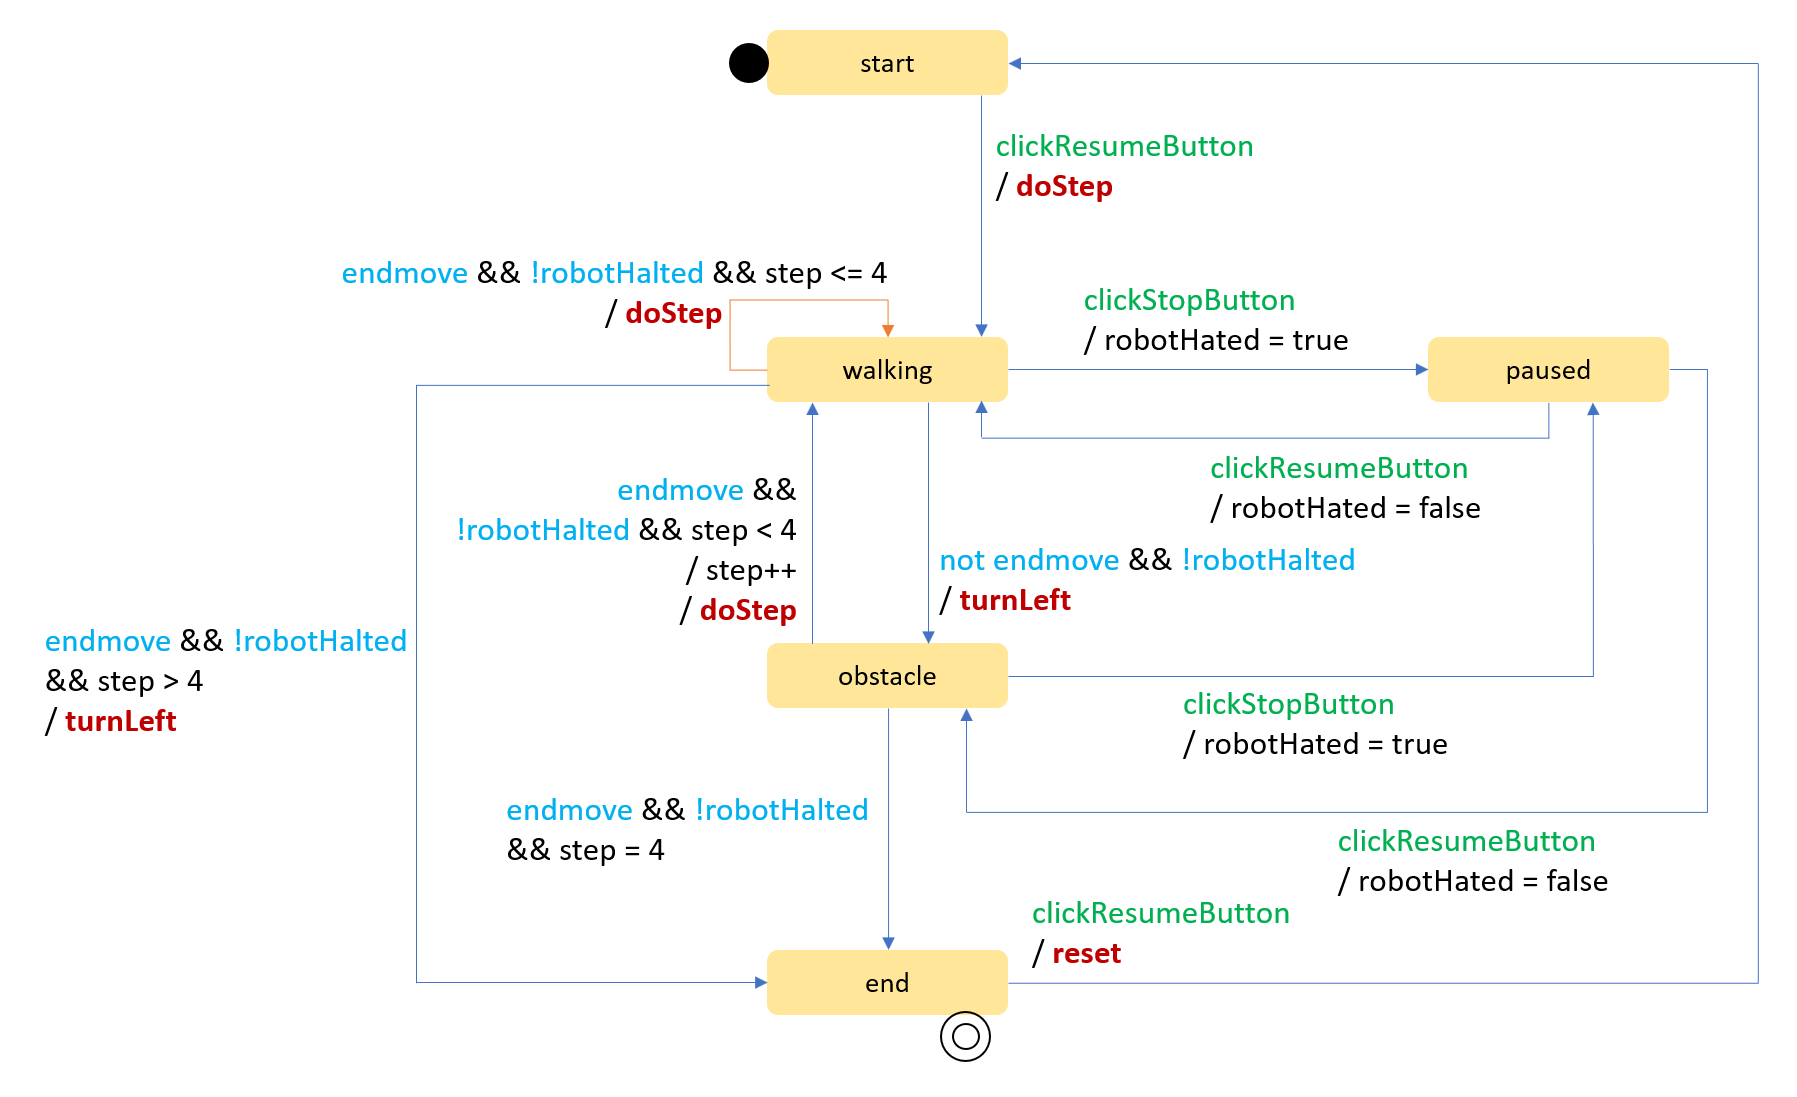 start
clickResumeButton
/ doStep
endmove && !robotHalted && step <= 4
/ doStep
clickStopButton
/ robotHated = true
walking
paused
clickResumeButton
/ robotHated = false
endmove &&
!robotHalted && step < 4
/ step++
/ doStep
not endmove && !robotHalted
/ turnLeft
endmove && !robotHalted
&& step > 4
/ turnLeft
obstacle
clickStopButton
/ robotHated = true
endmove && !robotHalted
&& step = 4
clickResumeButton
/ robotHated = false
clickResumeButton
/ reset
end